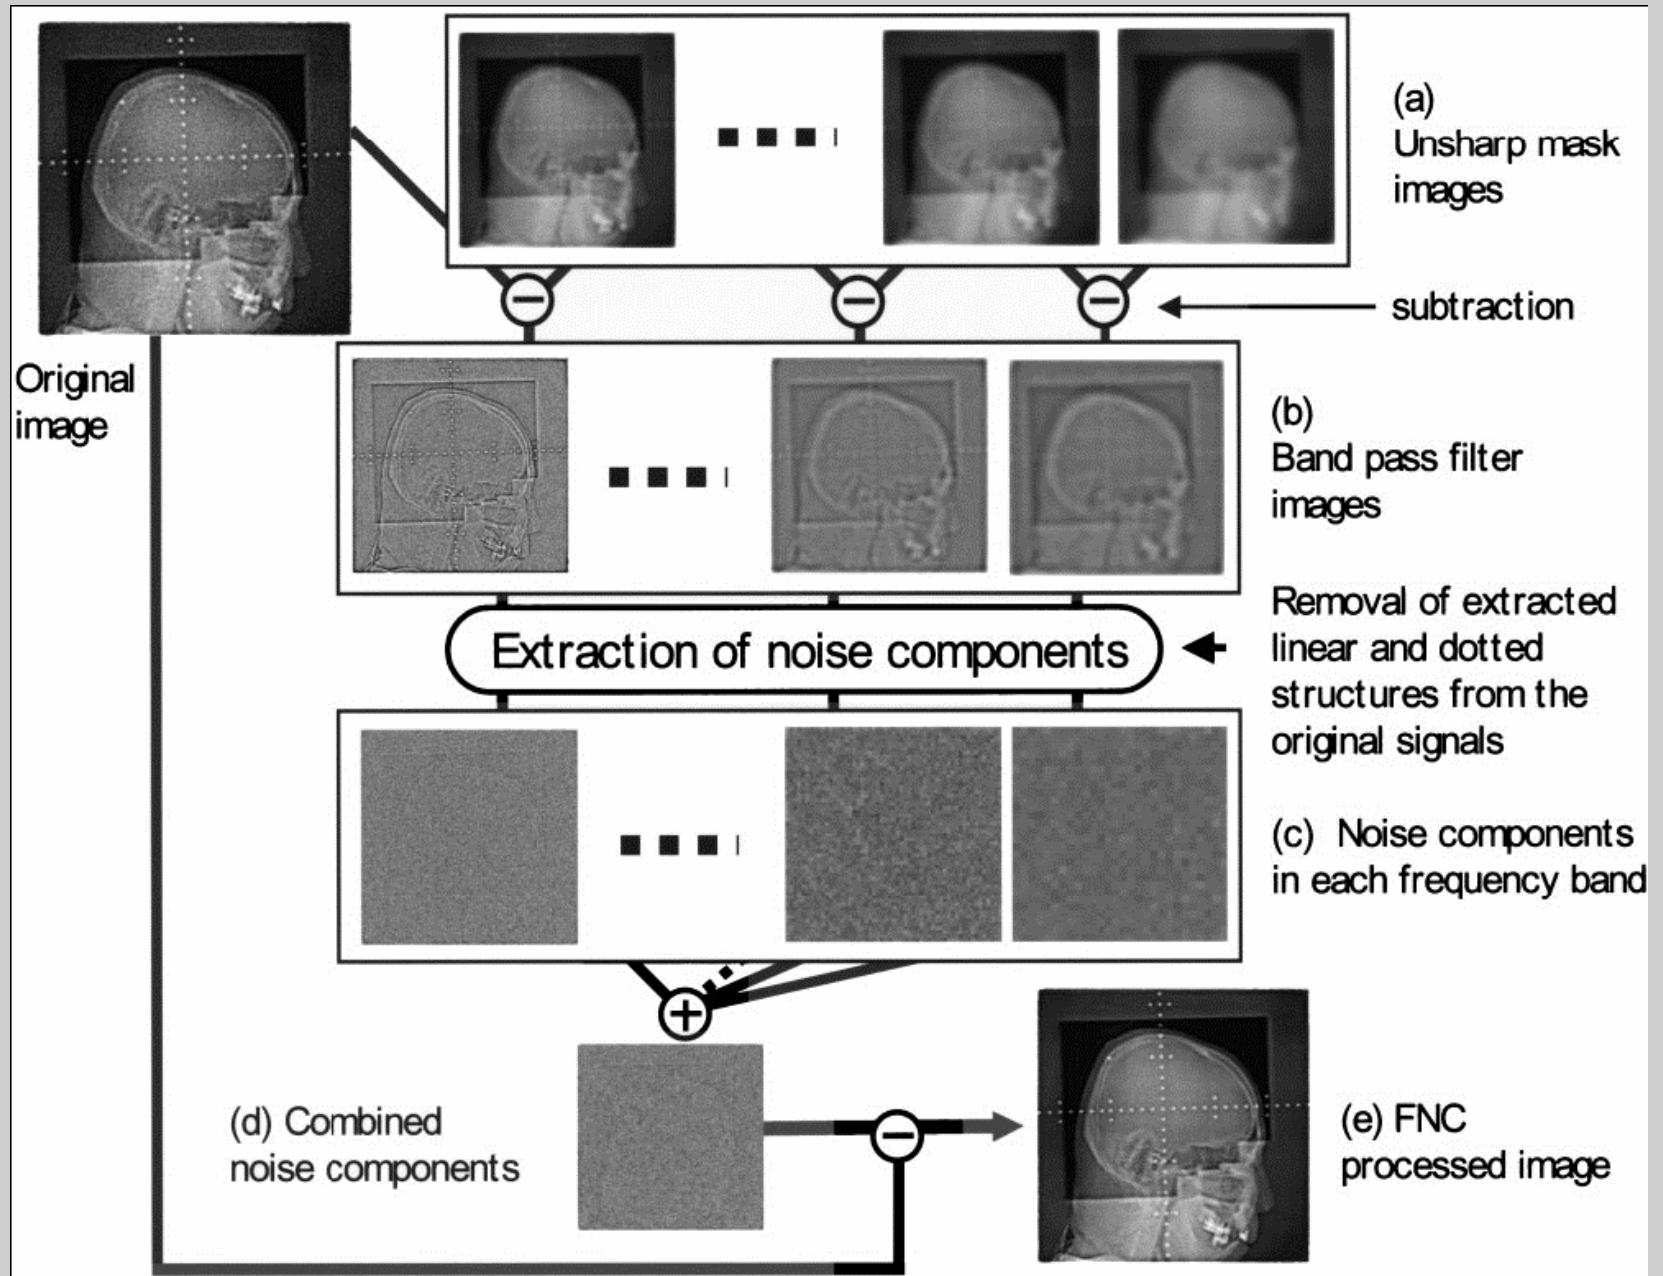 Original
image
(a)
Unsharp mask
images
subtraction
(b)
Band pass filter
images
Extraction of noise components
Removal of extracted
linear and dotted
structures from the
original signals
(c) Noise components
in each frequency band
(d) Combined
noise components
(e) FNC
processed image